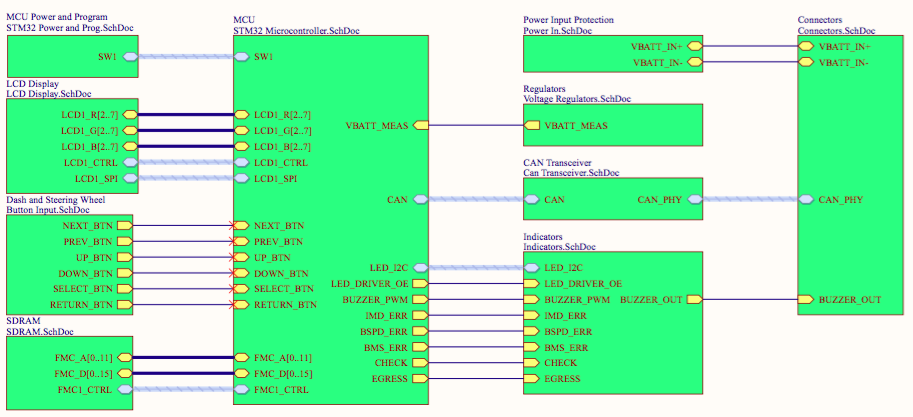 MCU Power and Program
STM32 Power and Prog.SchDoc
SW1
LCD Display
LCD Display.SchDoc
LCD1_R[2..7]
LCD1_G[2..7]
LCD1_B[2..7]
LCD1_CTRL
LCD1_SPI
Dash and Steering Wheel
Button Input.SchDoc
NEXT_BTN
PREV_BTN
UP_BTN
DOWN_BTN
SELECT_BTN
RETURN_BTN
SDRAM
SDRAM.SchDoc
FMC_A[0..11]
FMC_D[0..15]
FMC1_CTRL
MCU
STM32 Microcontroller.SchDoc
SW1
LCD1_R[2..7]
LCD1_G[2..7]
VBATT_MEAS
LCD1_B[2..7]
LCD1_CTRL
LCD1_SPI
CAN
NEXT_BTN
PREV_BTN
UP_BTN
LED_I2C
DOWN_BTN
LED_DRIVER_OE
SELECT_BTN
BUZZER_PWM
RETURN_BTN
IMD_ERR
BSPD_ERR
BMS_ERR
FMC_A[0..11]
CHECK
FMC_D[0..15]
EGRESS
FMC1_CTRL
Power Input Protection
Power In.SchDoc
VBATT_IN+
VBATT_IN-
Regulators
Voltage Regulators.SchDoc
VBATT_MEAS
CAN Transceiver
Can Transceiver.SchDoc
CAN CAN_PHY
Indicators
Indicators.SchDoc
LED_I2C
LED_DRIVER_OE
BUZZER_PWM BUZZER_OUT
IMD_ERR
BSPD_ERR
BMS_ERR
CHECK
EGRESS
Connectors
Connectors.SchDoc
VBATT_IN+
VBATT_IN-
CAN_PHY
BUZZER_OUT